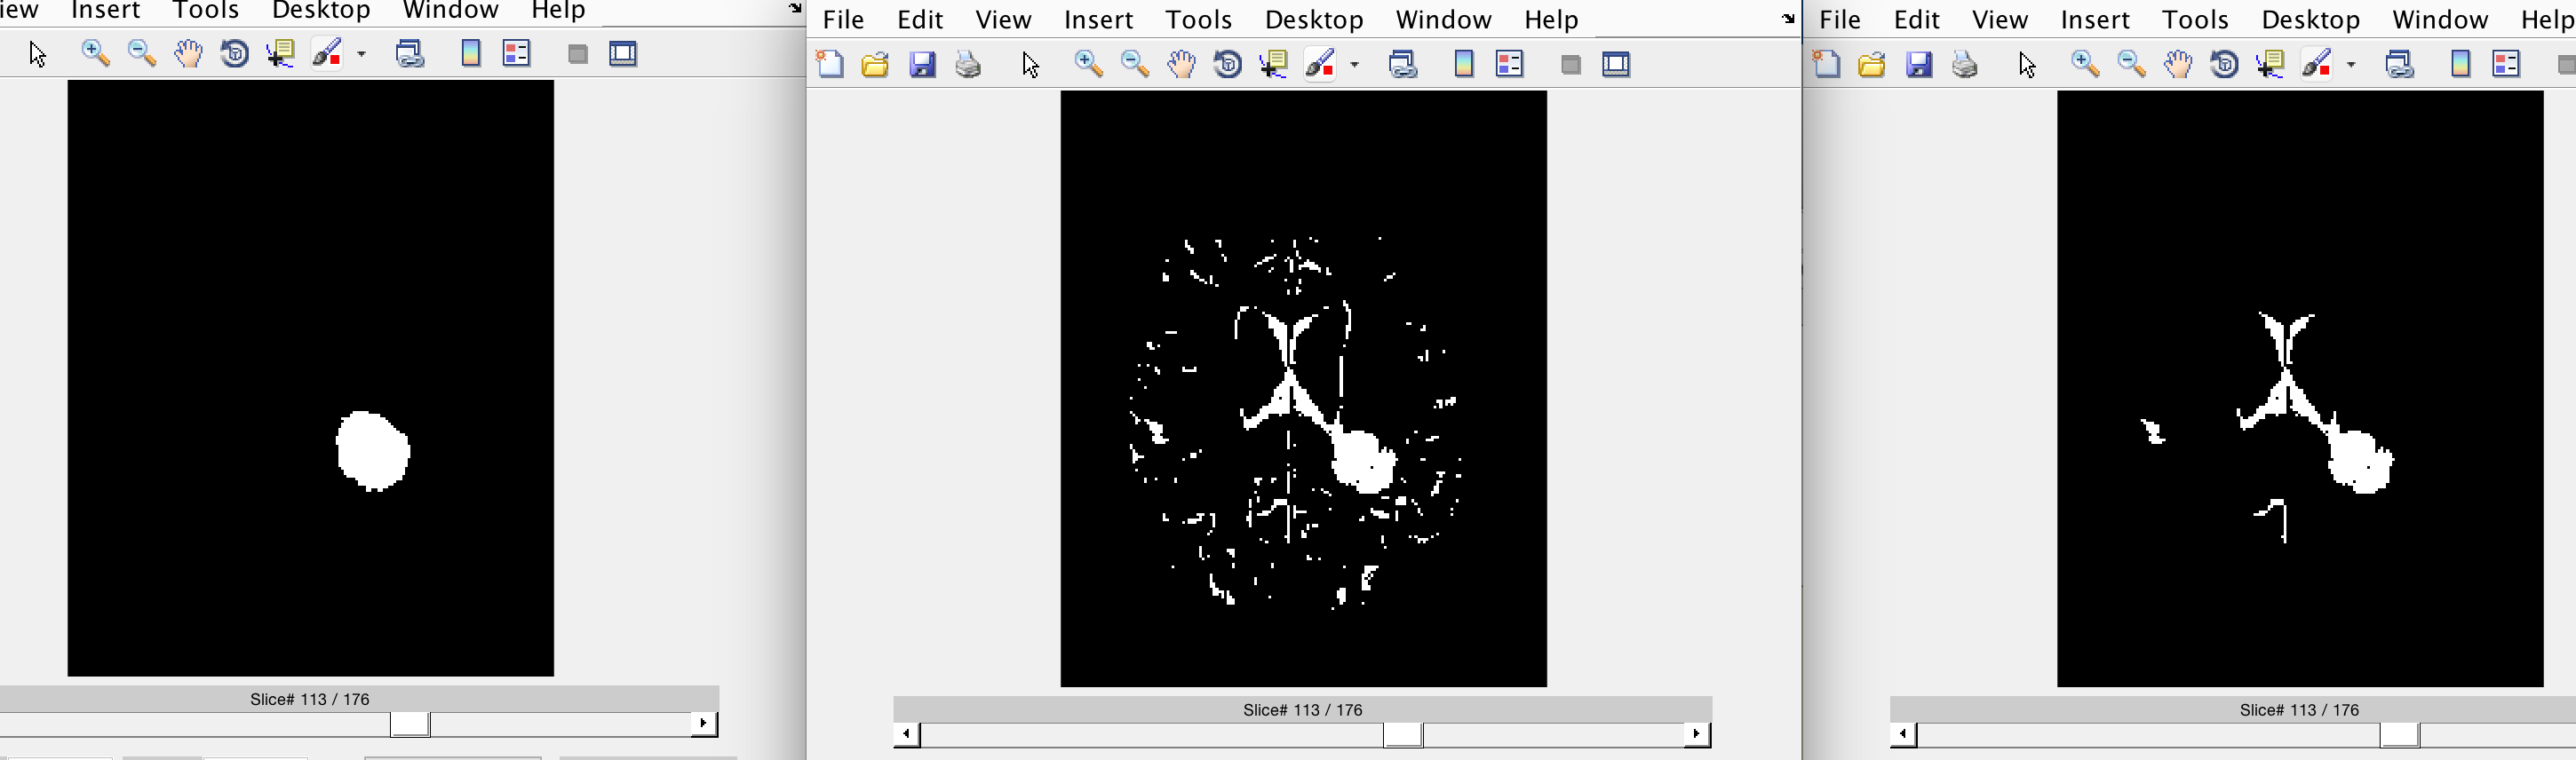 Insert Tools Desktop Window Help
File Edit View Insert Tools Desktop Window Help
File Edit View Insert Tools Desktop Window Help
Slice# 113 / 176
Slice# 113 / 176
Slice# 113 / 176